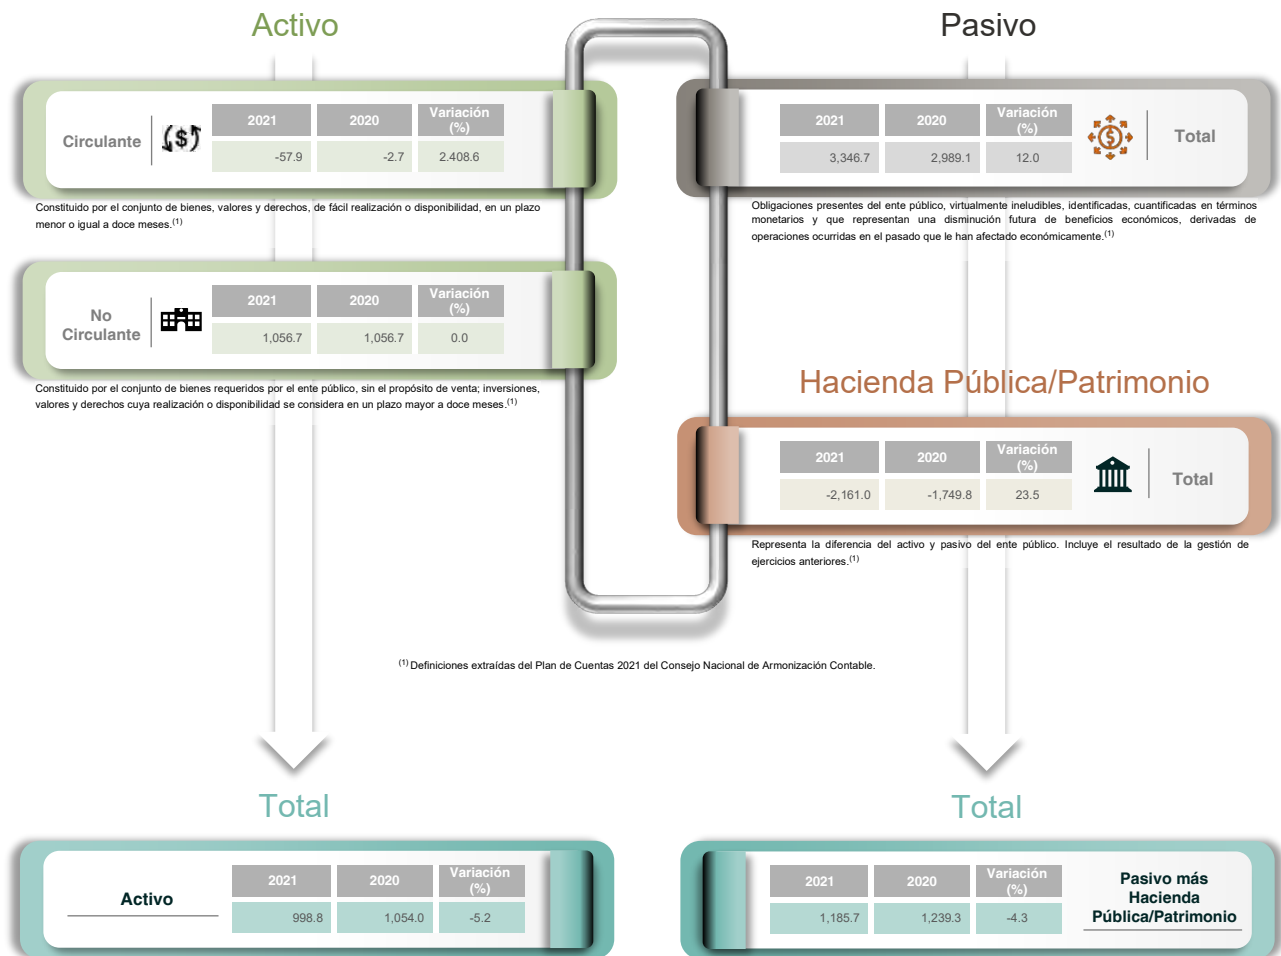 Activo
Circulante
2021 2020 Variación (%)
-57.9 -2.7 2.408.6
Constituido por el conjunto de bienes, valores y derechos, de fácil realización o disponibilidad, en un plazo
menor o igual a doce meses.(1)
No
Circulante
2021 2020 Variación (%)
1,056.7 1,056.7 0.0
Constituido por el conjunto de bienes requeridos por el ente público, sin el propósito de venta; inversiones,
valores y derechos cuya realización o disponibilidad se considera en un plazo mayor a doce meses.(1)
Pasivo
2021 2020 Variación (%)
3,346.7 2,989.1 12.0
Total
Obligaciones presentes del ente público, virtualmente ineludibles, identificadas, cuantificadas en términos
monetarios y que representan una disminución futura de beneficios económicos, derivadas de
operaciones ocurridas en el pasado que le han afectado económicamente.(1)
Hacienda Pública/Patrimonio
2021 2020 Variación (%)
-2,161.0 -1,749.8 23.5
Total
Representa la diferencia del activo y pasivo del ente público. Incluye el resultado de la gestión de
ejercicios anteriores.(1)
(1) Definiciones extraídas del Plan de Cuentas 2021 del Consejo Nacional de Armonización Contable.
Total
Activo
2021 2020 Variación (%)
998.8 1,054.0 -5.2
Total
2021 2020 Variación (%)
1,185.7 1,239.3 -4.3
Pasivo más
Hacienda
Pública/Patrimonio